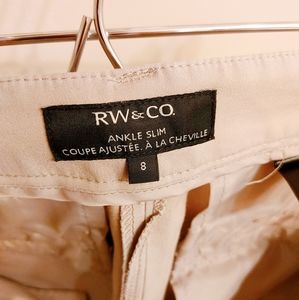 RW&CO.
ANKLE SLIM
COUPE AJUSTÉE, À LA CHEVILLE
8